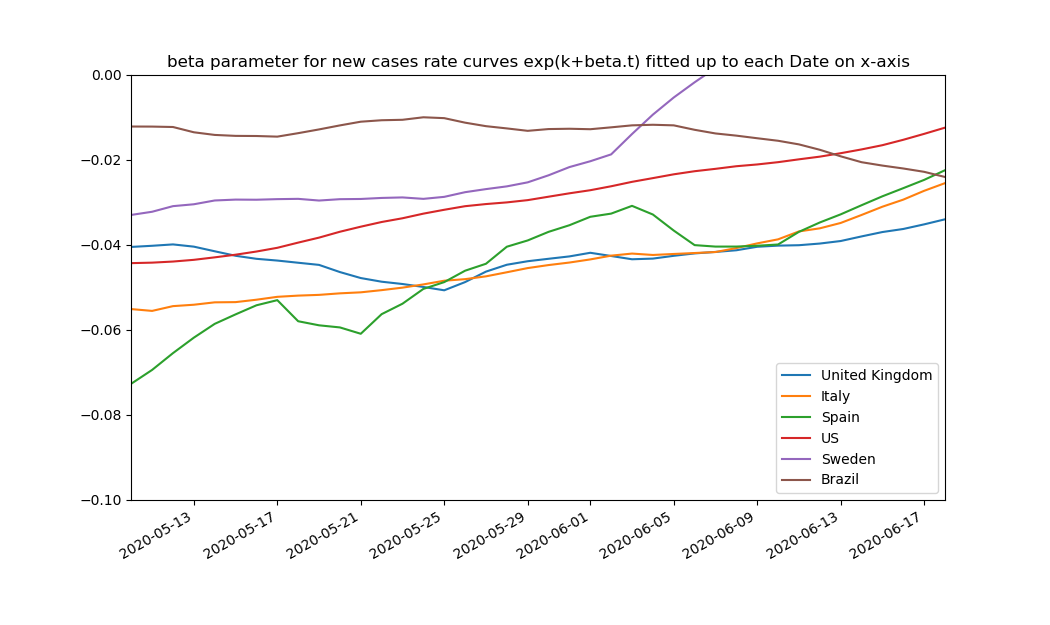 beta parameter for new cases rate curves exp(k+beta.t) fitted up to each Date on x-axis
0.00
−0.02
−0.04
−0.06
−0.08
−0.10
United Kingdom
Italy
Spain
US
Sweden
Brazil
2020-05-13
2020-05-17
2020-05-21
2020-05-25
2020-05-29
2020-06-01
2020-06-05
2020-06-09
2020-06-13
2020-06-17